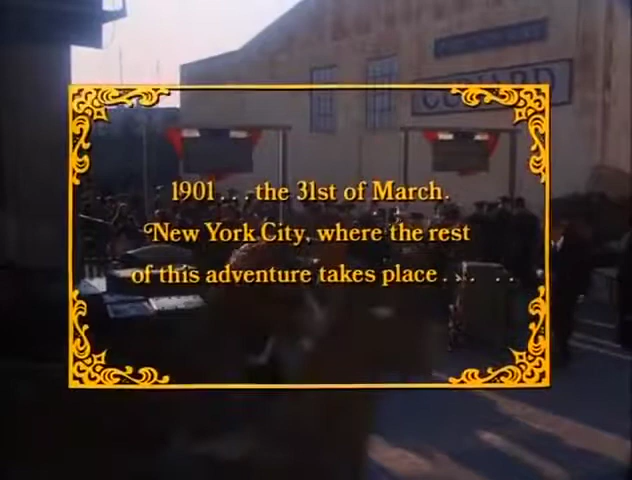 CUNARD
1901...the 31st of March.
New York City, where the rest
of this adventure takes place.... ..